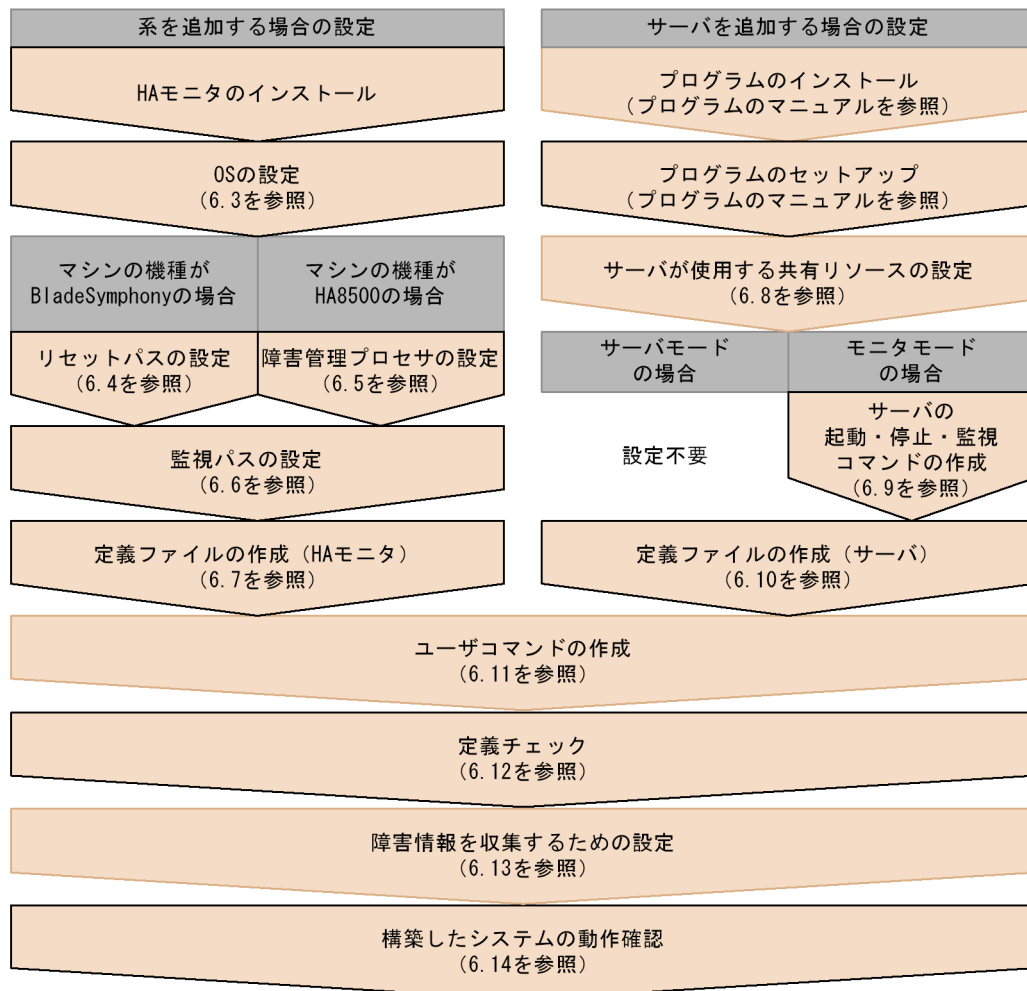 系を追加する場合の設定
HAモニタのインストール
OSの設定
(6.3を参照)
マシンの機種が
BladeSymphonyの場合
マシンの機種が
HA8500の場合
リセットパスの設定
(6.4を参照)
障害管理プロセサの設定
(6.5を参照)
監視パスの設定
(6.6を参照)
定義ファイルの作成(HAモニタ)
(6.7を参照)
サーバを追加する場合の設定
プログラムのインストール
(プログラムのマニュアルを参照)
プログラムのセットアップ
(プログラムのマニュアルを参照)
サーバが使用する共有リソースの設定
(6.8を参照)
サーバモード
の場合
モニタモード
の場合
設定不要
サーバの
起動・停止・監視
コマンドの作成
(6.9を参照)
定義ファイルの作成(サーバ)
(6.10を参照)
ユーザコマンドの作成
(6.11を参照)
定義チェック
(6.12を参照)
障害情報を収集するための設定
(6.13を参照)
構築したシステムの動作確認
(6.14を参照)